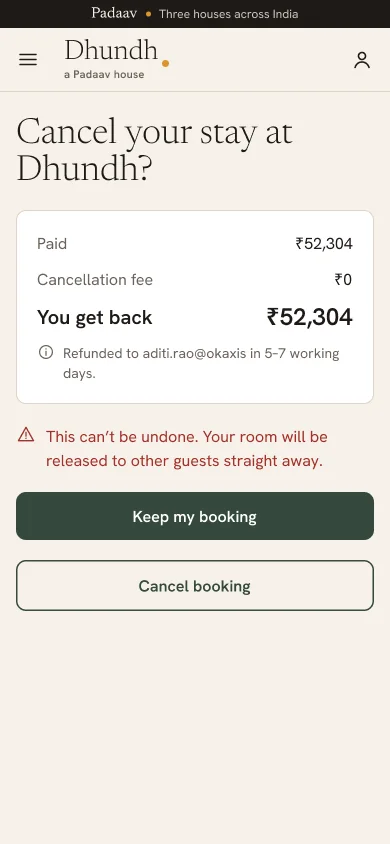 Padaav • Three houses across India
Dhundh
a Padaav house
Cancel your stay at
Dhundh?
Paid ₹52,304
Cancellation fee ₹0
You get back ₹52,304
Refunded to aditi.rao@okaxis in 5–7 working
days.
This can’t be undone. Your room will be
released to other guests straight away.
Keep my booking
Cancel booking